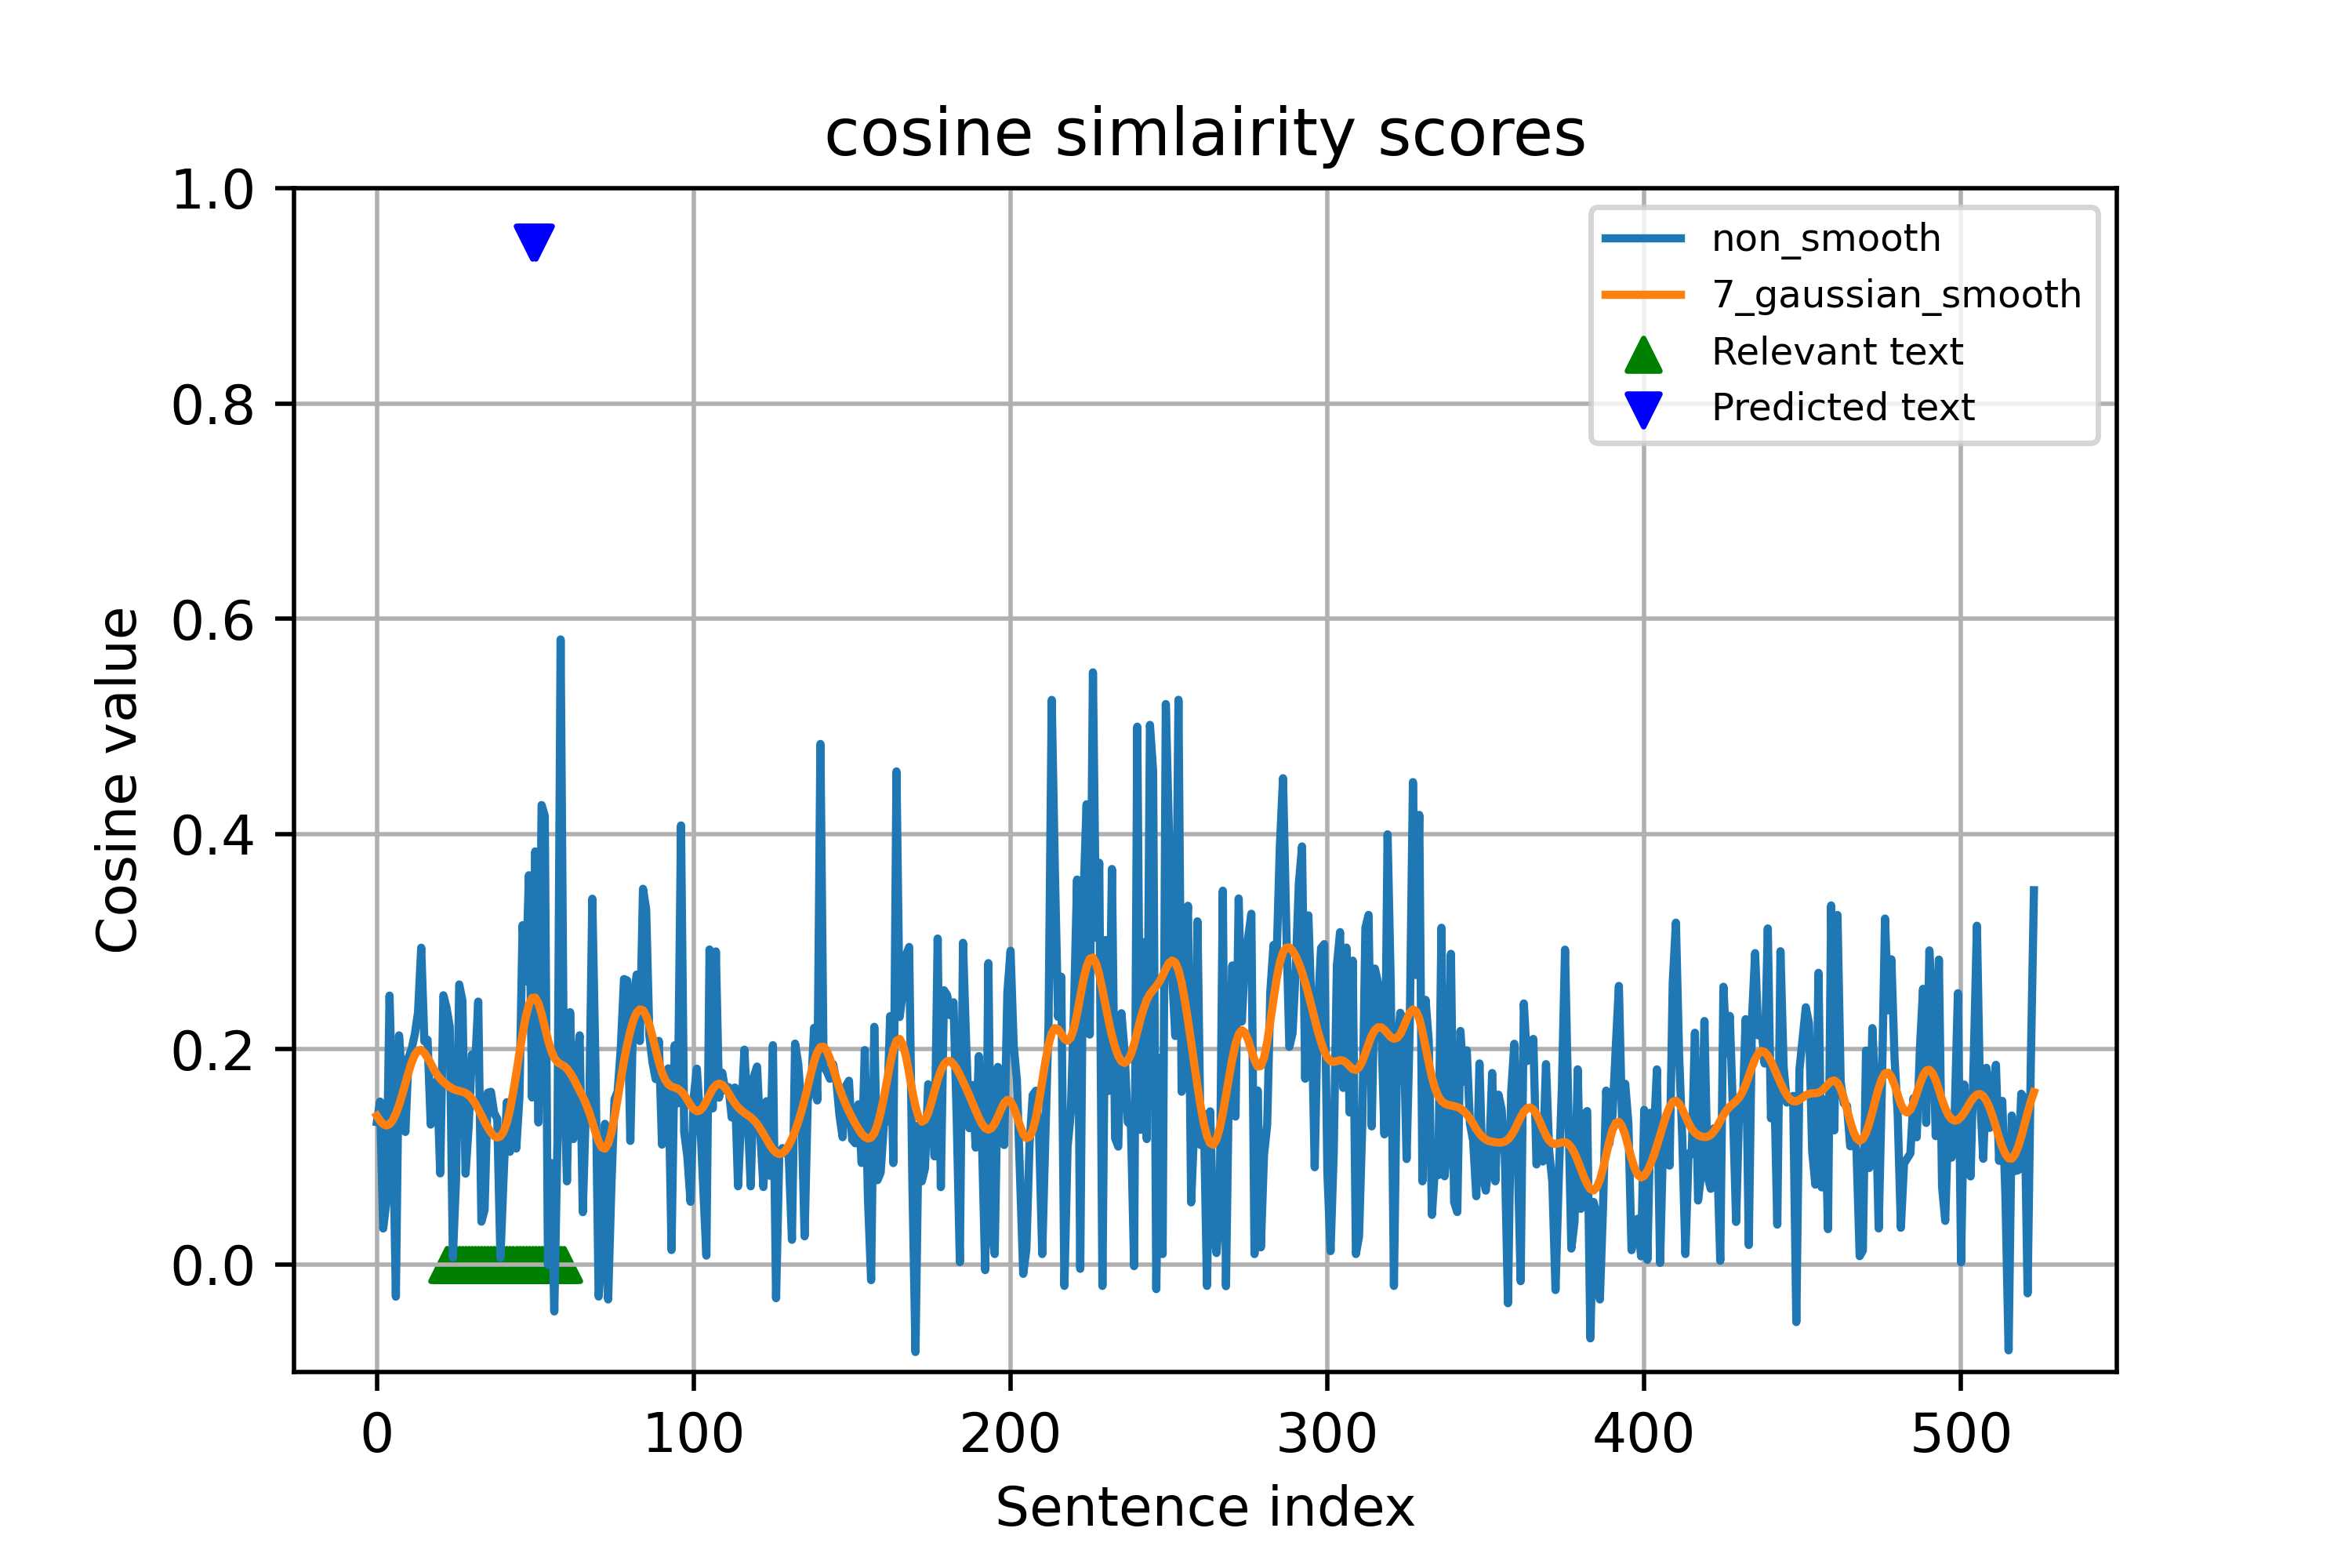 cosine simlairity scores
1.0
0.8
0.6
0.4
0.2
0.0
Cosine value
non_smooth
7_gaussian_smooth
Relevant text
Predicted text
0 100 200 300 400 500
Sentence index